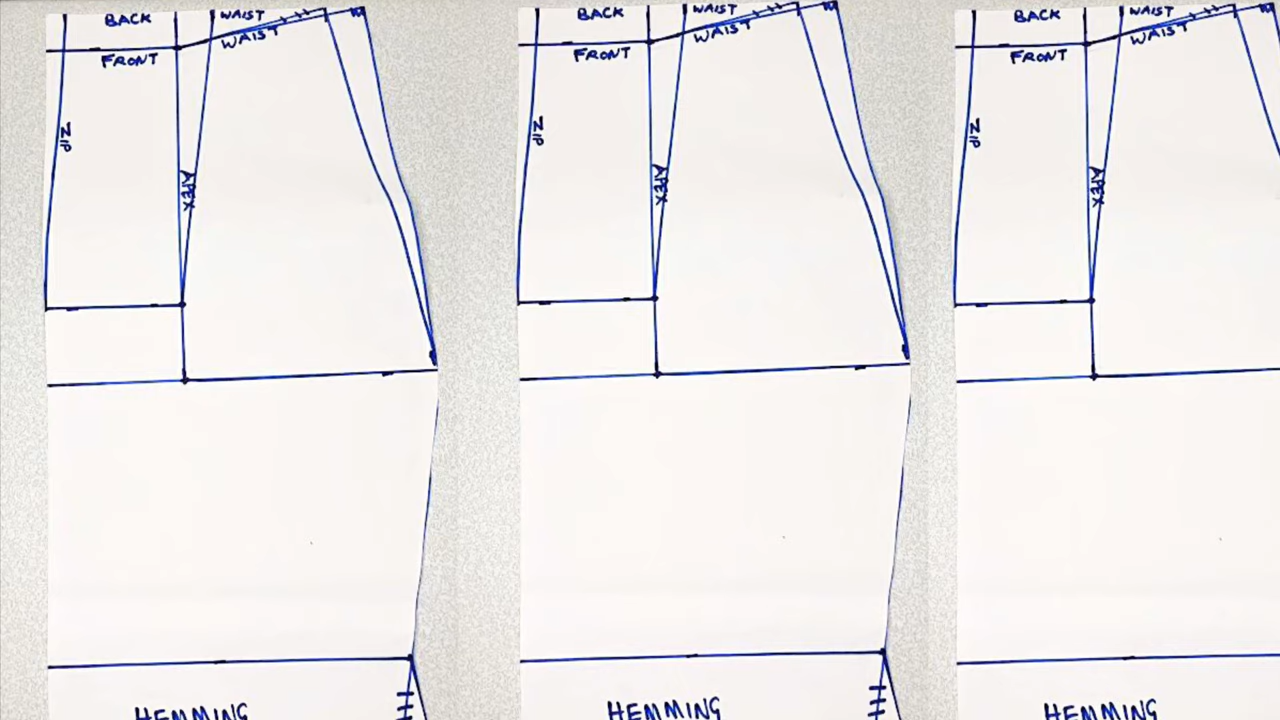 BACK
WAIST
WAIST
FRONT
ZIP
APEX
HEMMING
BACK
WAIST
WAIST
FRONT
ZIP
APEX
HEMMING
BACK
WAIST
WAIST
FRONT
ZIP
APEX
HEMMING